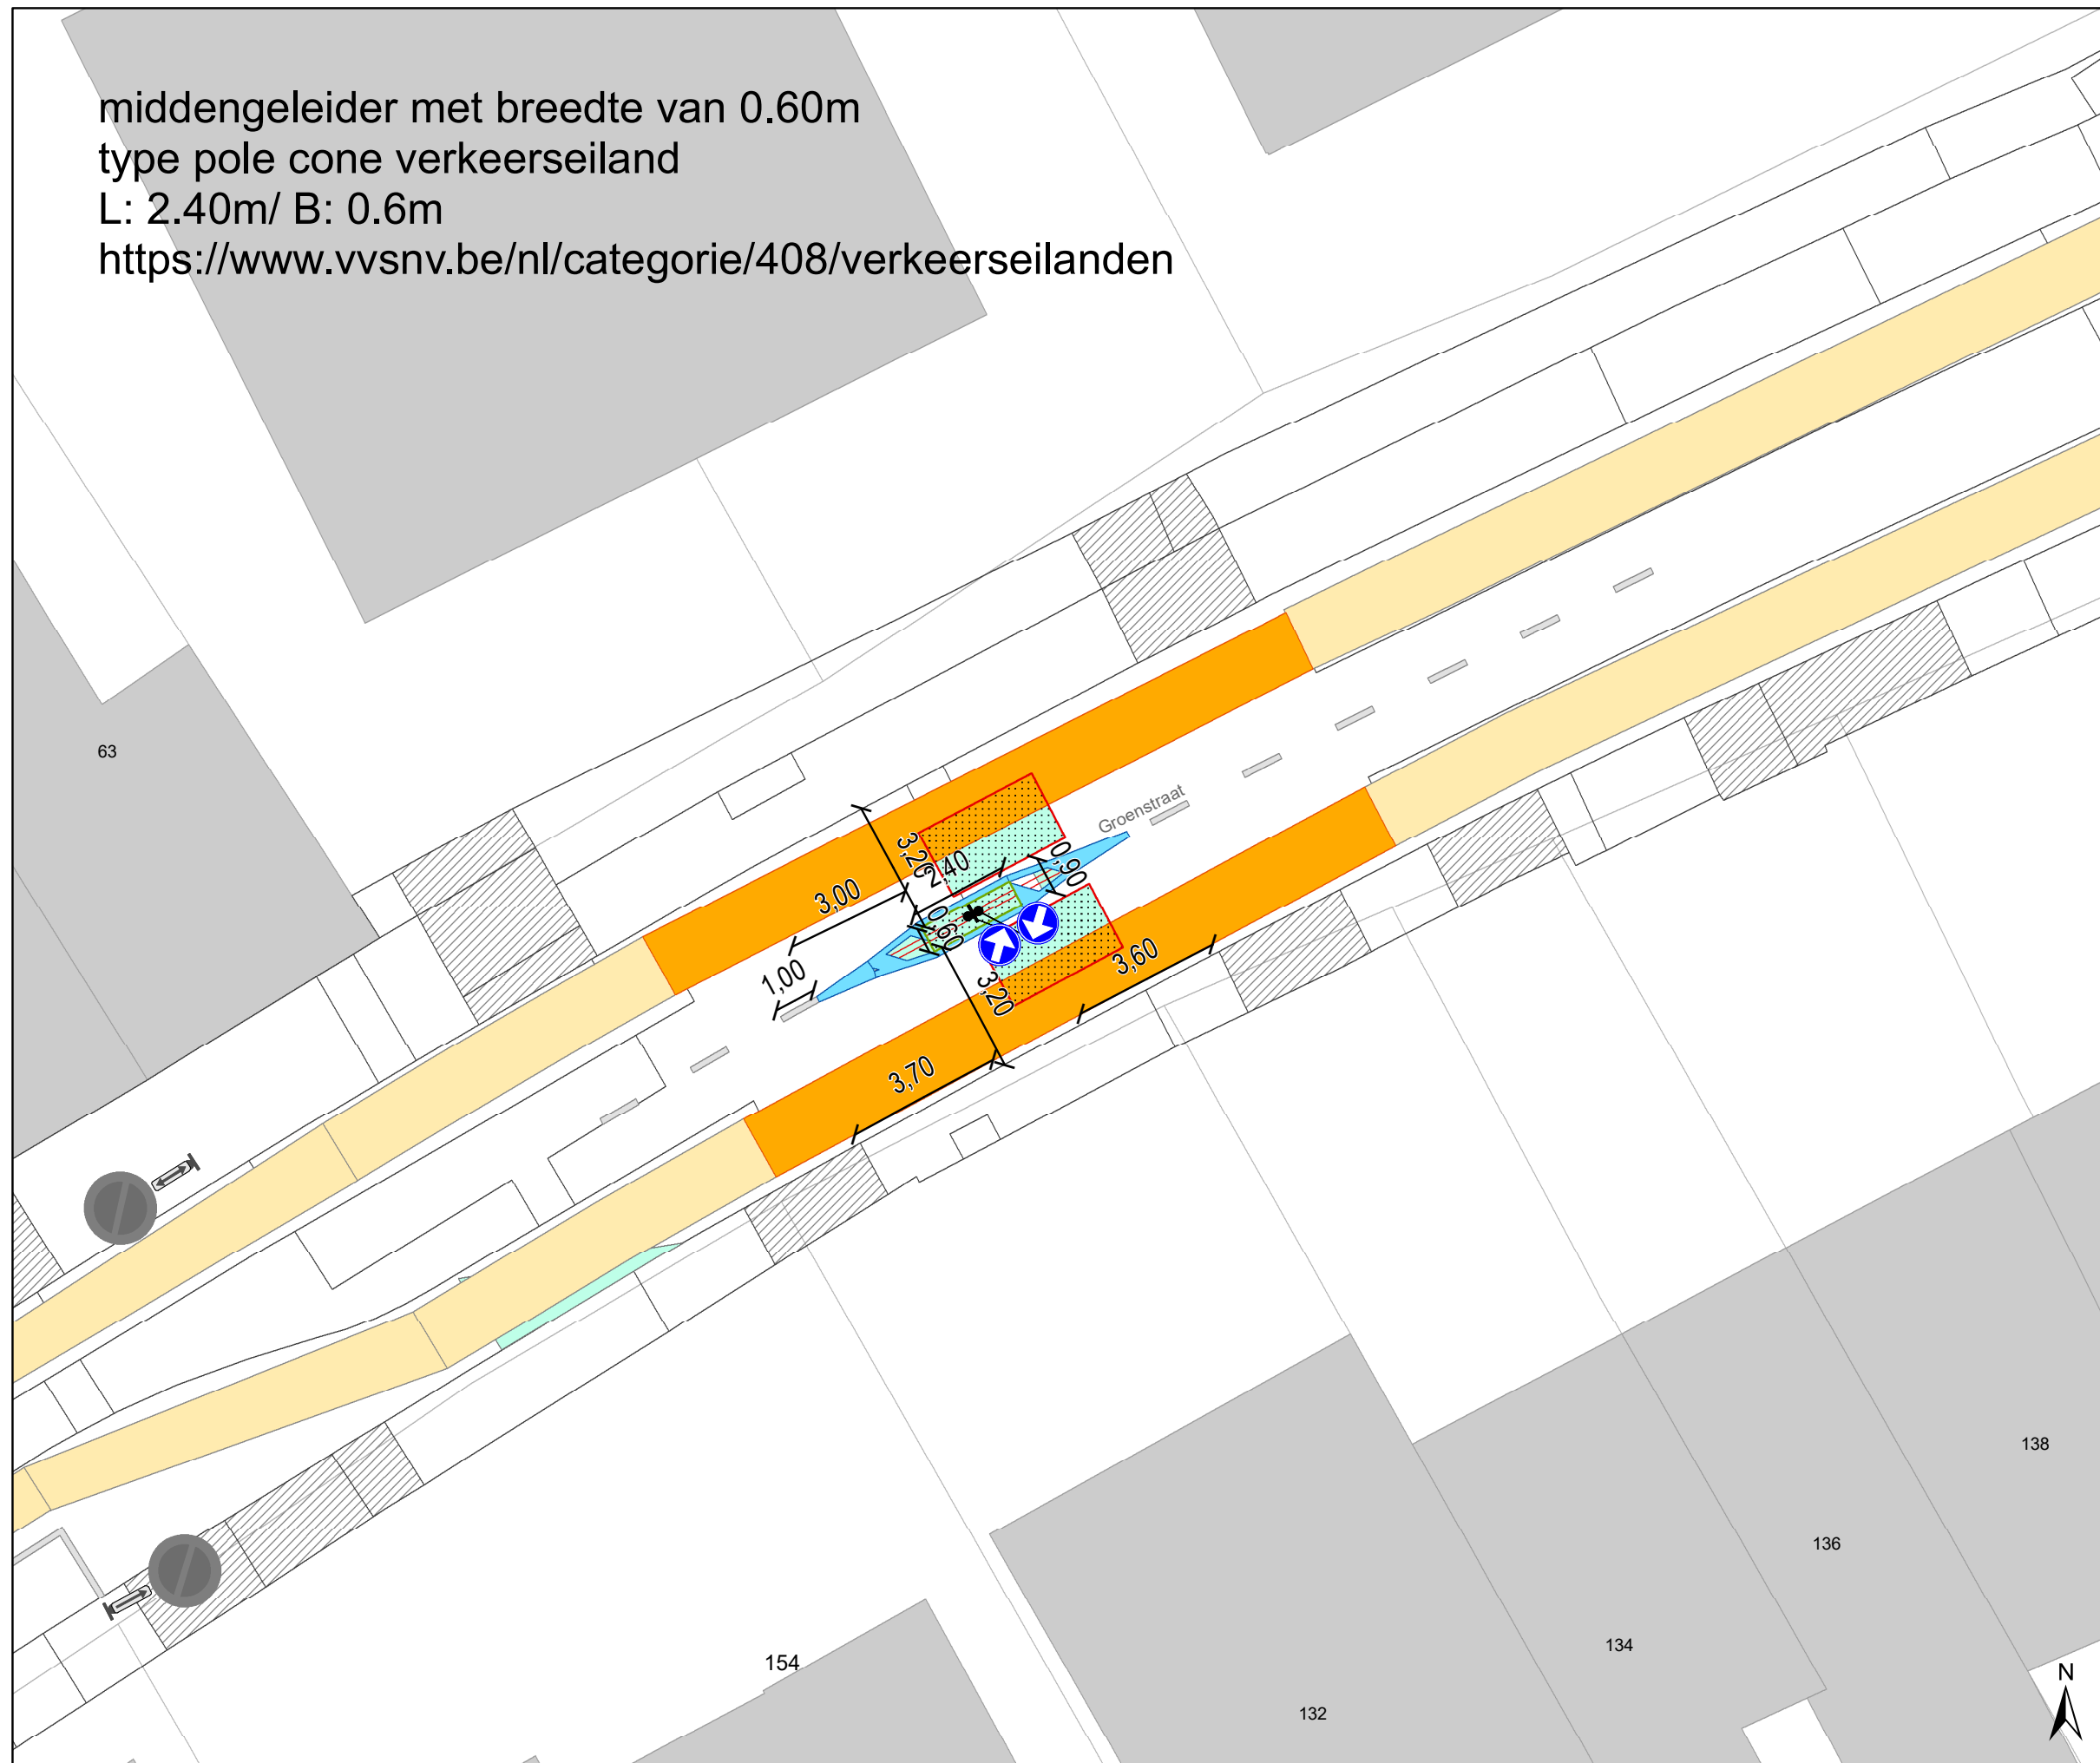 middengeleider met breedte van 0.60m
type pole cone verkeerseiland
L: 2.40m/ B: 0.6m
https://www.vvsnv.be/nl/categorie/408/verkeerseilanden
63
Groenstraat
3,20
2,40
0,90
3,00
0,60
1,00
3,60
3,20
3,70
138
136
134
154
132
N